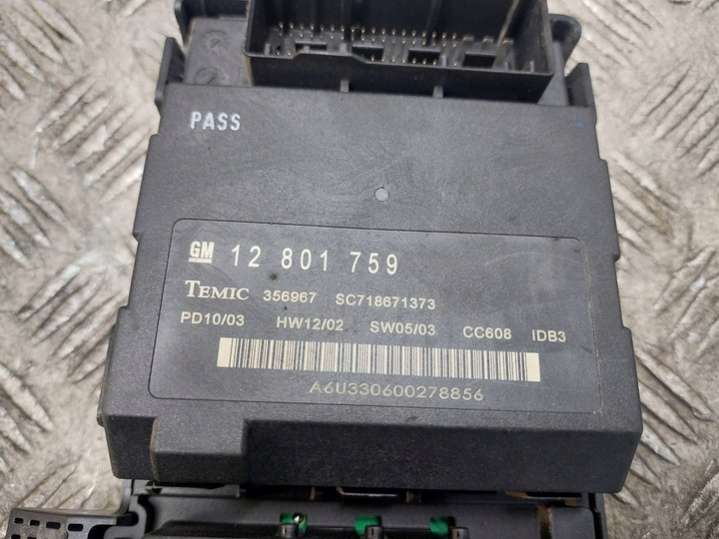 PASS
GM 12 801 759
TEMIC 356967 SC718671373
PD10/03 HW12/02 SW05/03 CC608 IDB3
A6U330600278856